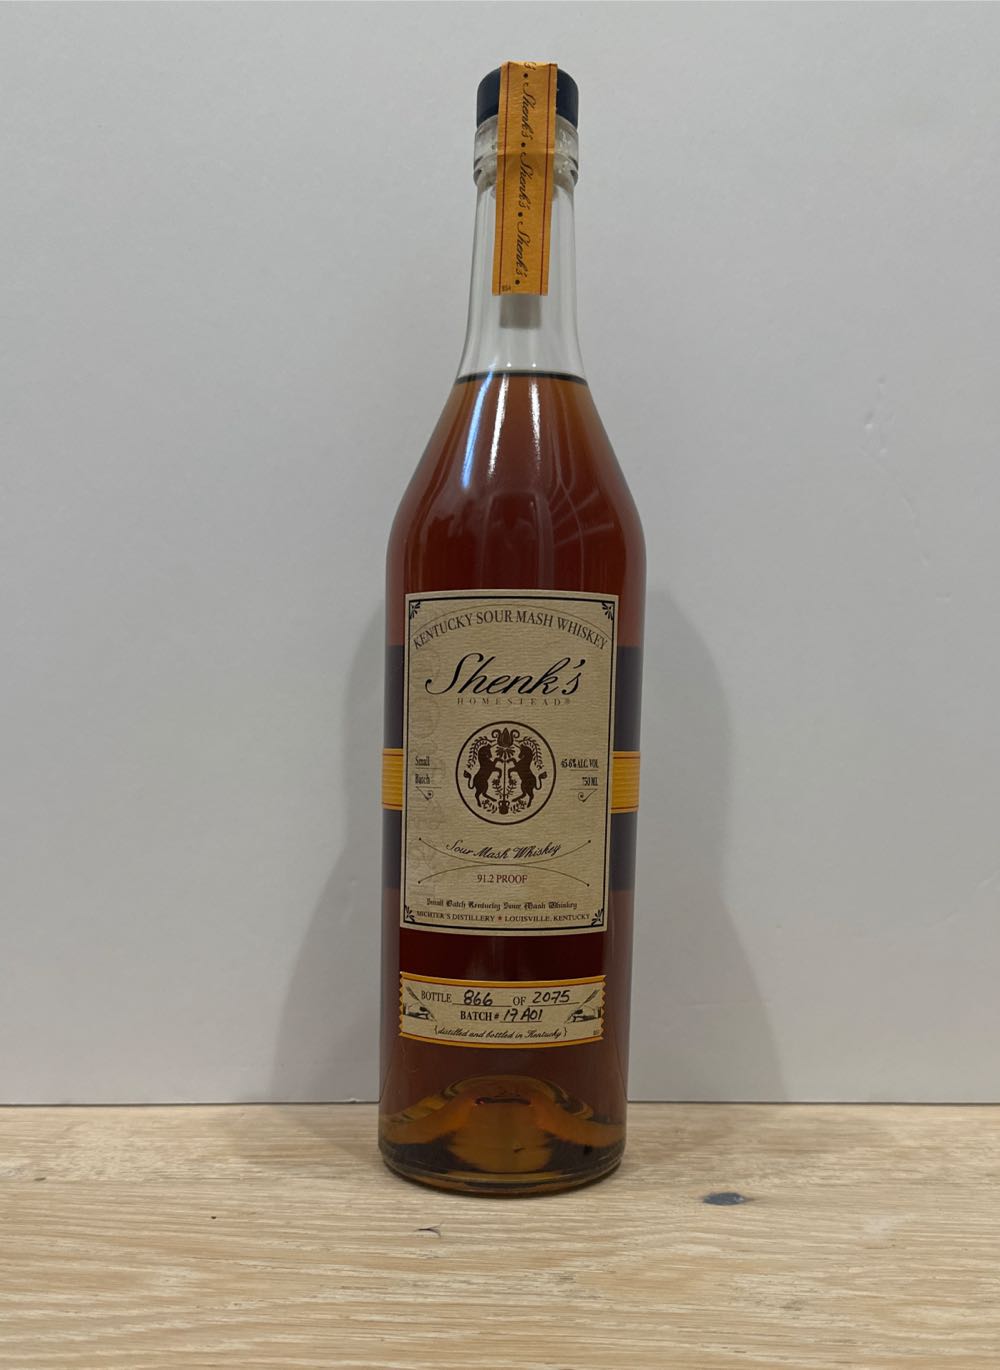 Shenk's • Shenk's • Shenk's •
KENTUCKY SOUR MASH WHISKEY
Shenk's
HOMESTEAD®
Small
Batch
45.6% ALC. VOL.
750 ML
Sour Mash Whiskey
91.2 PROOF
Small Batch Kentucky Sour Mash Whiskey
MICHTER'S DISTILLERY ★ LOUISVILLE, KENTUCKY
BOTTLE 866 OF 2075
BATCH# 17A01
{distilled and bottled in Kentucky}